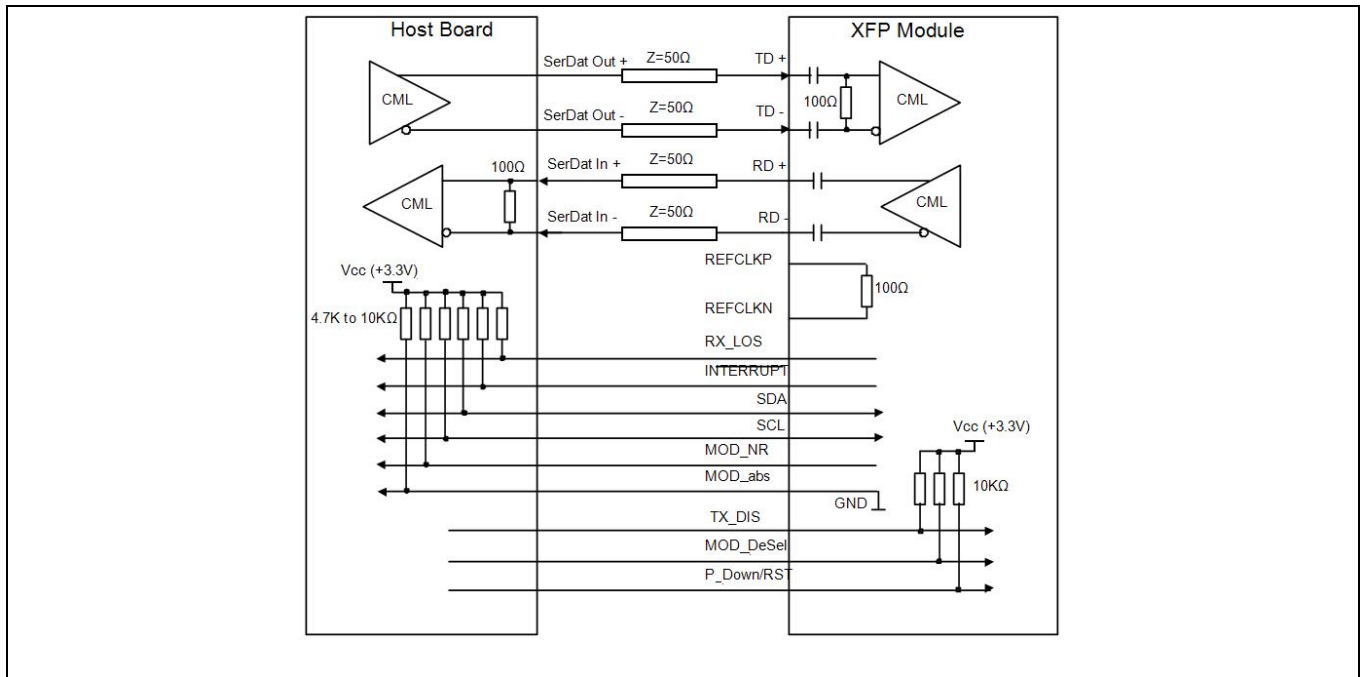 Host Board
XFP Module
SerDat Out +
Z=50Ω
TD +
CML
100Ω
CML
SerDat Out -
Z=50Ω
TD -
100Ω
SerDat In +
Z=50Ω
RD +
CML
CML
SerDat In -
Z=50Ω
RD -
REFCLKP
Vcc (+3.3V)
100Ω
REFCLKN
4.7K to 10KΩ
RX_LOS
INTERRUPT
SDA
SCL
Vcc (+3.3V)
MOD_NR
MOD_abs
10KΩ
GND
TX_DIS
MOD_DeSel
P_Down/RST